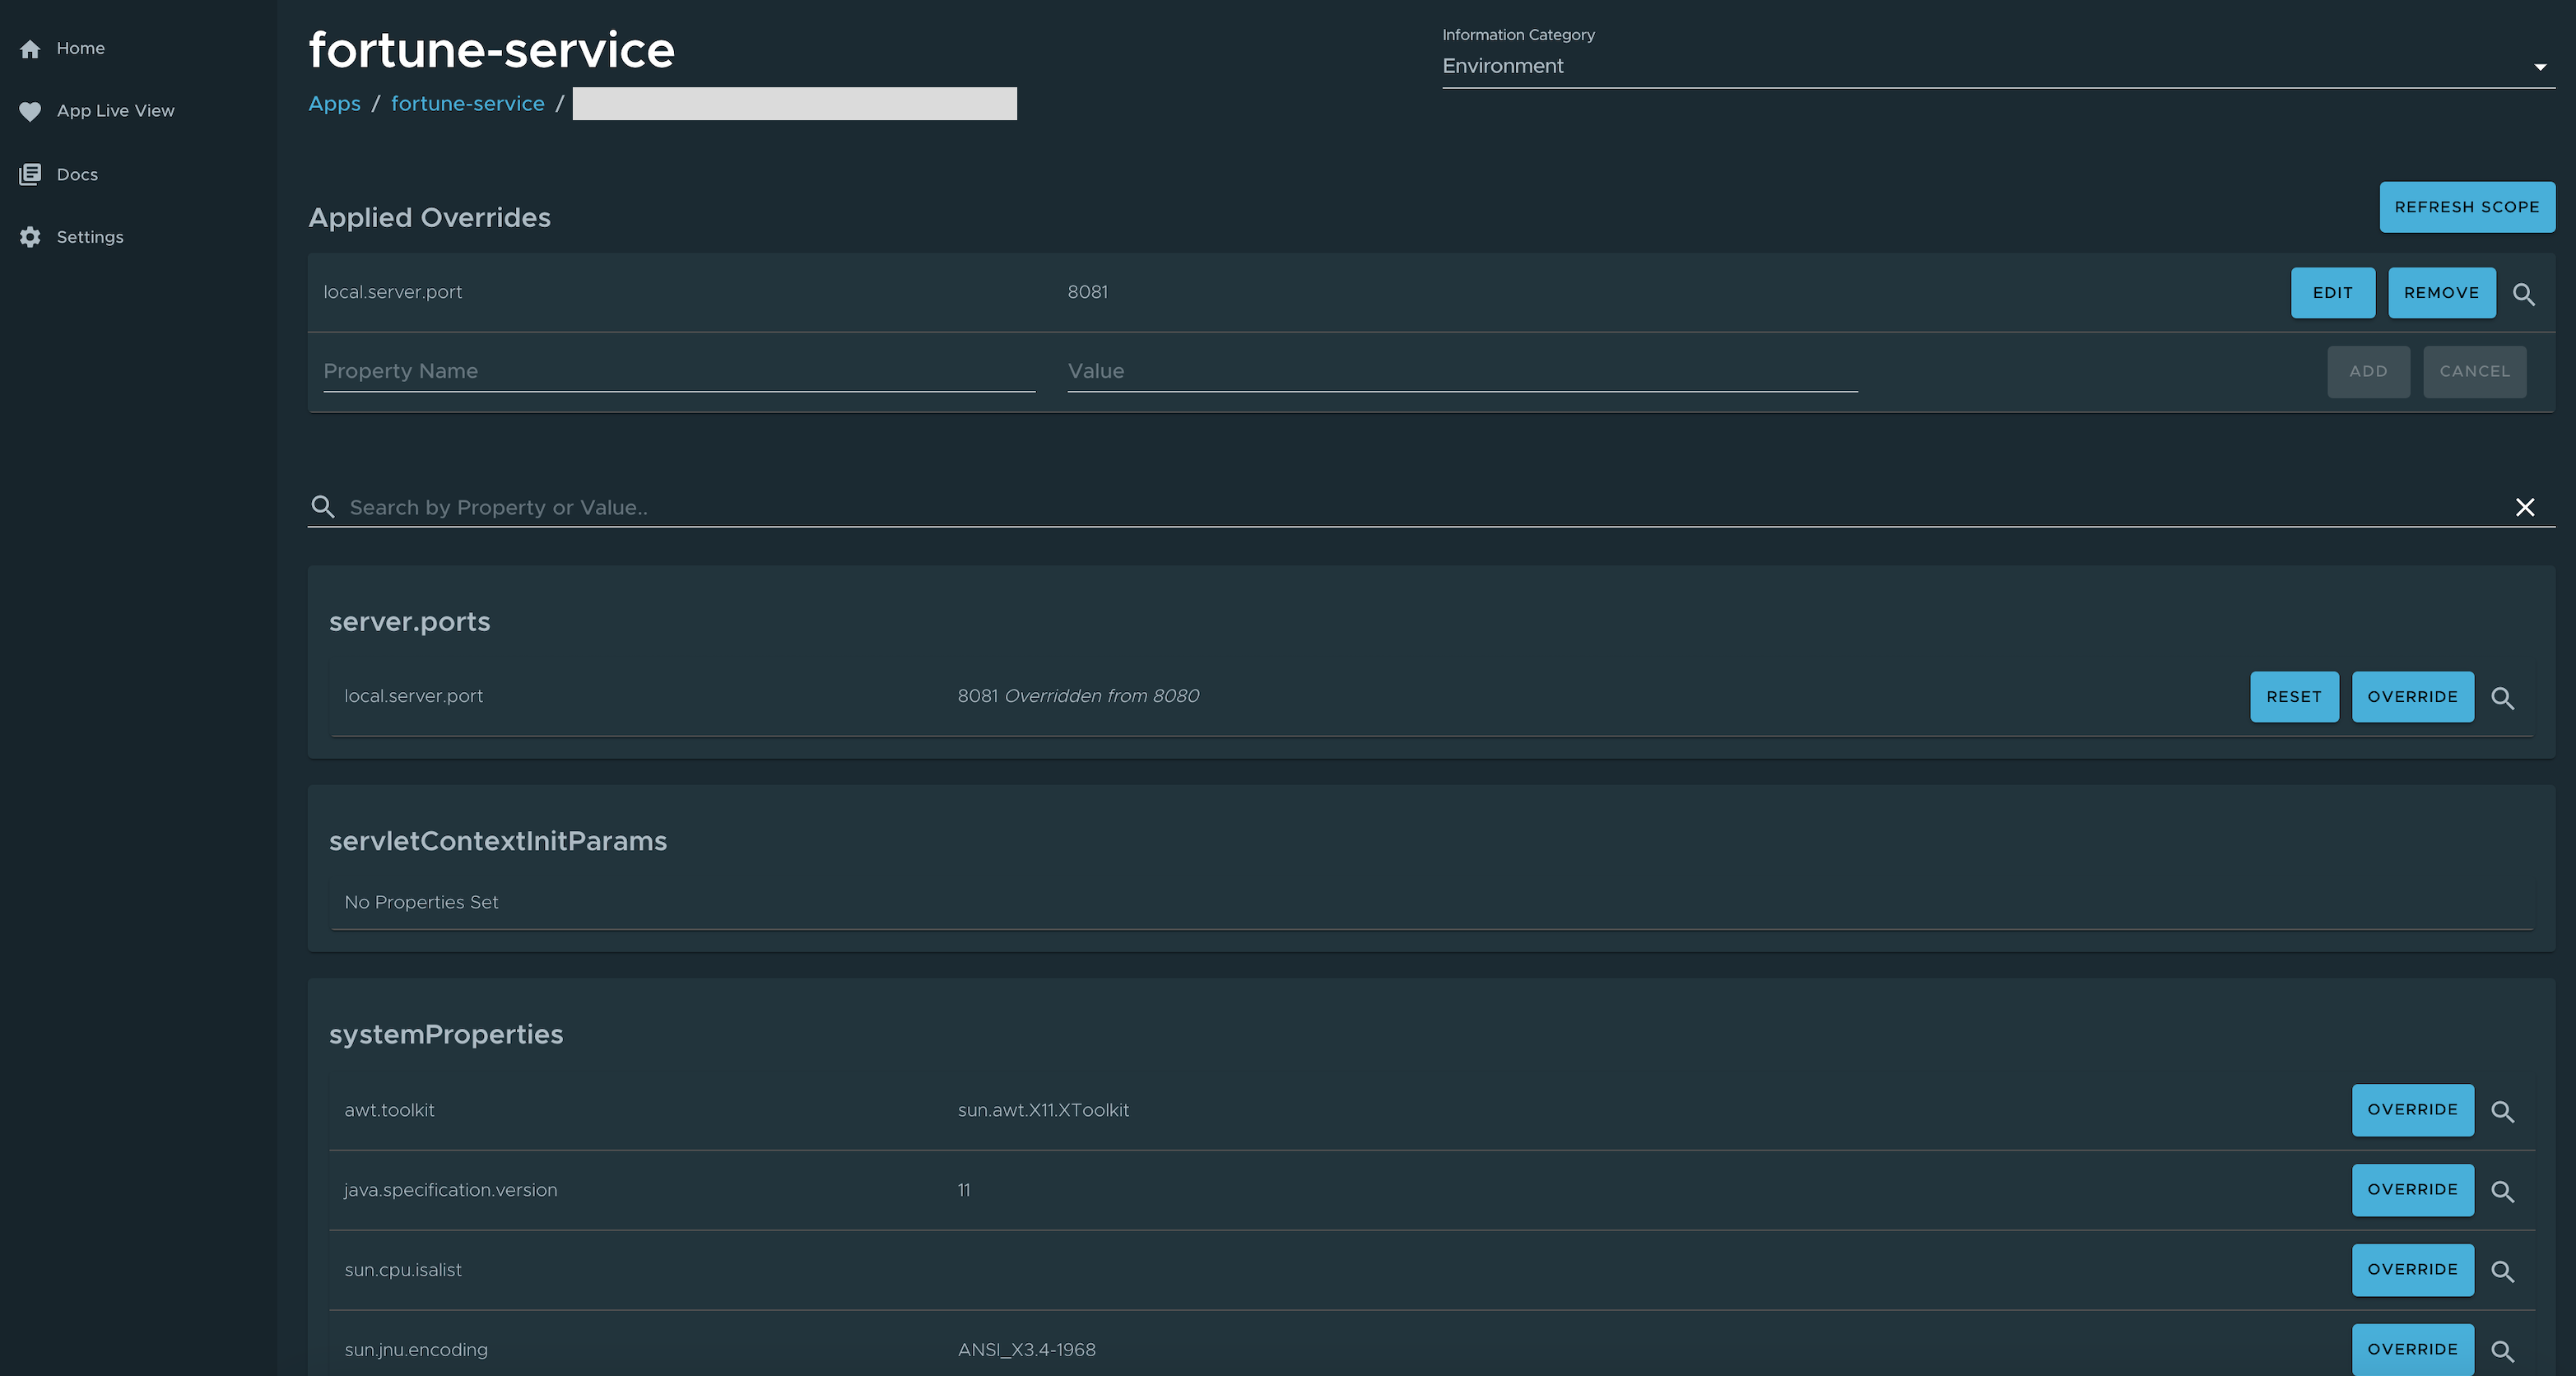 Home
App Live View
Docs
Settings
fortune-service
Apps / fortune-service /
Information Category
Environment
Applied Overrides
REFRESH SCOPE
local.server.port 8081 EDIT REMOVE
Property Name Value ADD CANCEL
Search by Property or Value..
server.ports
local.server.port 8081 Overridden from 8080 RESET OVERRIDE
servletContextInitParams
No Properties Set
systemProperties
awt.toolkit sun.awt.X11.XToolkit OVERRIDE
java.specification.version 11 OVERRIDE
sun.cpu.isalist OVERRIDE
sun.jnu.encoding ANSI_X3.4-1968 OVERRIDE